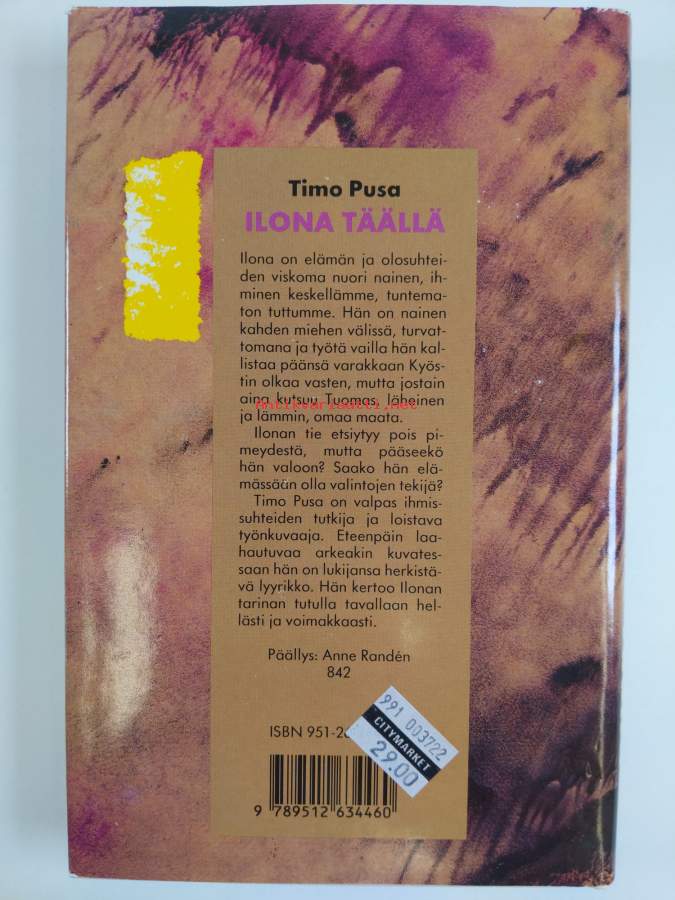 Timo Pusa
ILONA TÄÄLLÄ
Ilona on elämän ja olosuhtei-
den viskoma nuori nainen, ih-
minen keskellämme, tuntema-
ton tuttumme. Hän on nainen
kahden miehen välissä, turvat-
tomana ja työtä vailla hän kal-
listaa päänsä varakkaan Kyös-
tin olkaa vasten, mutta jostain
aina kutsuu Tuomas, läheinen
Antikvariaatti.net
ja lämmin, omaa maata.
Ilonan tie etsiytyy pois pi-
meydestä, mutta pääseekö
hän valoon? Saako hän elä-
mässään olla valintojen tekijä?
Timo Pusa on valpas ihmis-
suhteiden tutkija ja loistava
työnkuvaaja. Eteenpäin laa-
hautuvaa arkeakin kuvates-
saan hän on lukijansa herkistä-
vä lyyrikko. Hän kertoo Ilonan
tarinan tutulla tavallaan hel-
lästi ja voimakkaasti.
Päällys: Anne Randén
842
991 003722
CITYMARKET
29.00
ISBN 951-2
9 789512 634460